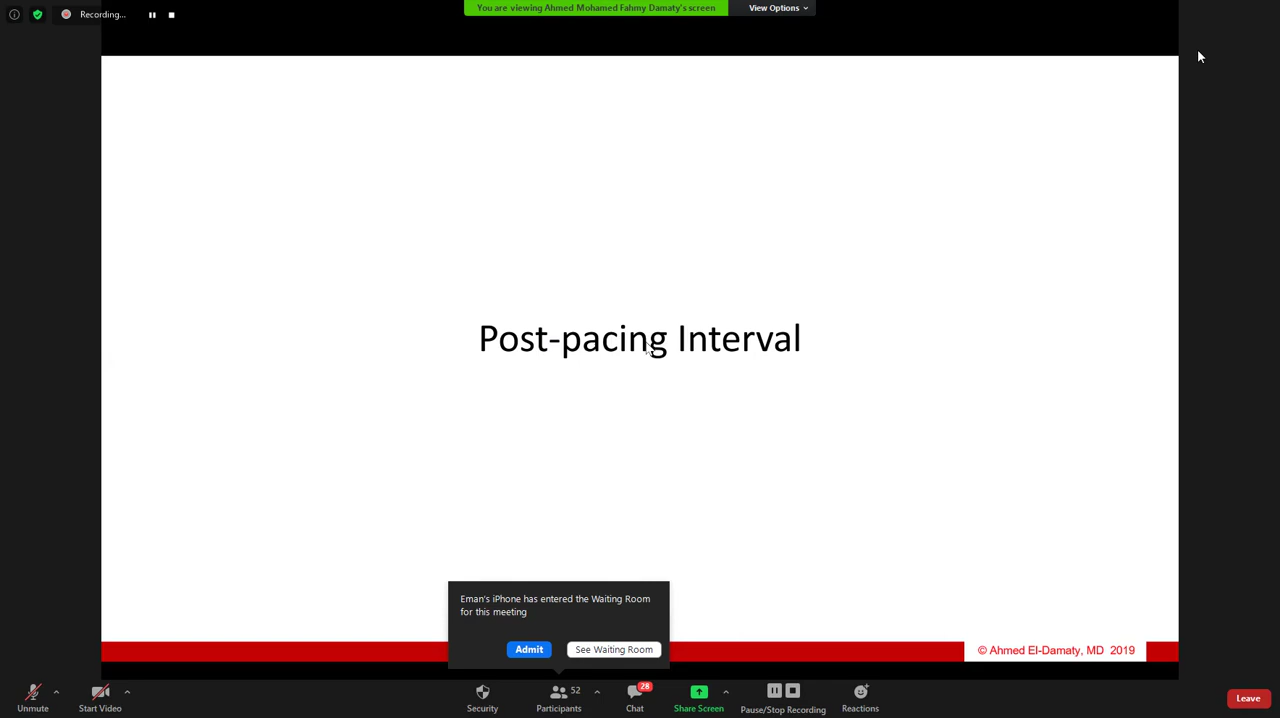 Recording...
You are viewing Ahmed Mohamed Fahmy Damaty's screen
View Options
Post-pacing Interval
Eman's iPhone has entered the Waiting Room
for this meeting
Admit
See Waiting Room
© Ahmed El-Damaty, MD 2019
Unmute
Start Video
Security
52
Participants
28
Chat
Share Screen
Pause/Stop Recording
Reactions
Leave